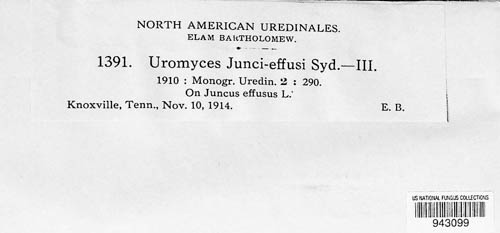 NORTH AMERICAN UREDINALES.
ELAM BARTHOLOMEW.
1391. Uromyces Junci-effusi Syd.—III.
1910 : Monogr. Uredin. 2 : 290.
On Juncus effusus L.
Knoxville, Tenn., Nov. 10, 1914. E. B.
US NATIONAL FUNGUS COLLECTIONS
943099